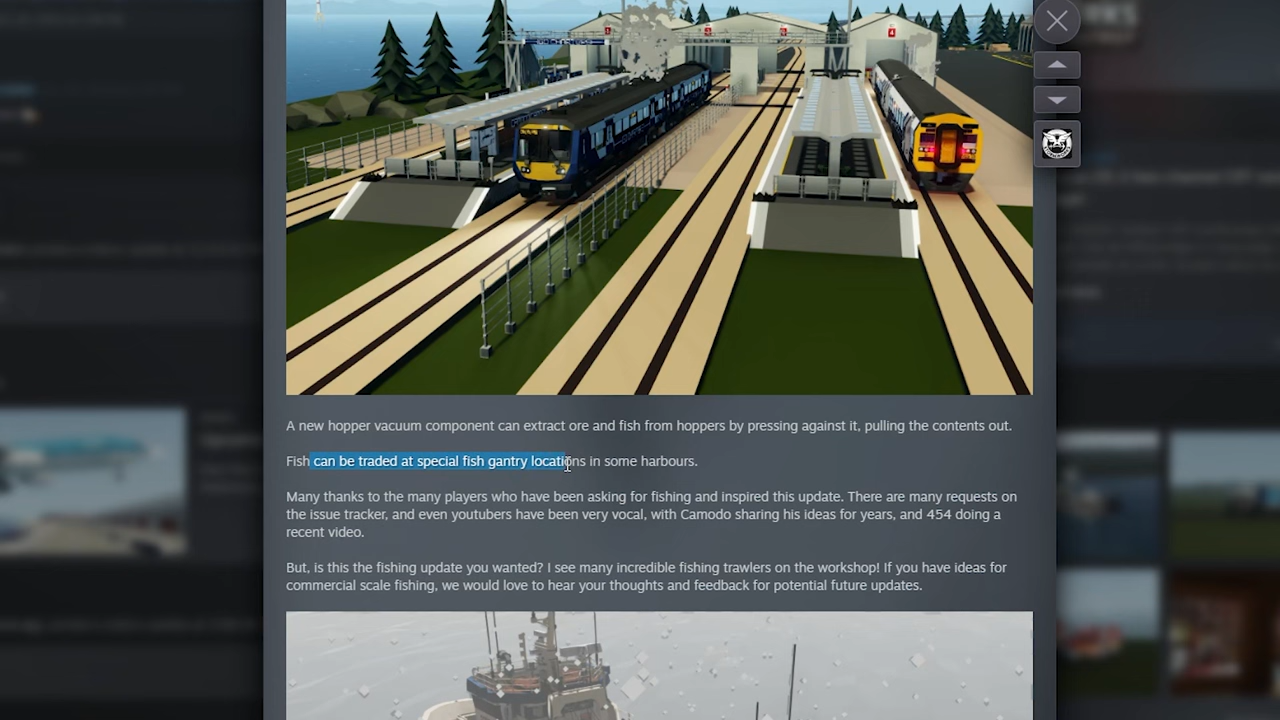 A new hopper vacuum component can extract ore and fish from hoppers by pressing against it, pulling the contents out.
Fish can be traded at special fish gantry locations in some harbours.
Many thanks to the many players who have been asking for fishing and inspired this update. There are many requests on
the issue tracker, and even youtubers have been very vocal, with Camodo sharing his ideas for years, and 454 doing a
recent video.
But, is this the fishing update you wanted? I see many incredible fishing trawlers on the workshop! If you have ideas for
commercial scale fishing, we would love to hear your thoughts and feedback for potential future updates.